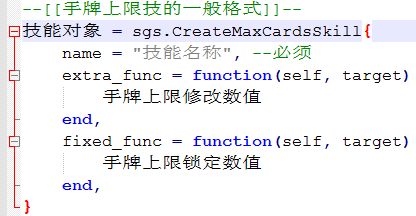 --[[手牌上限技的一般格式]]--
技能对象 = sgs.CreateMaxCardsSkill{
    name = "技能名称", --必须
    extra_func = function(self, target)
        手牌上限修改数值
    end,
    fixed_func = function(self, target)
        手牌上限锁定数值
    end,
}